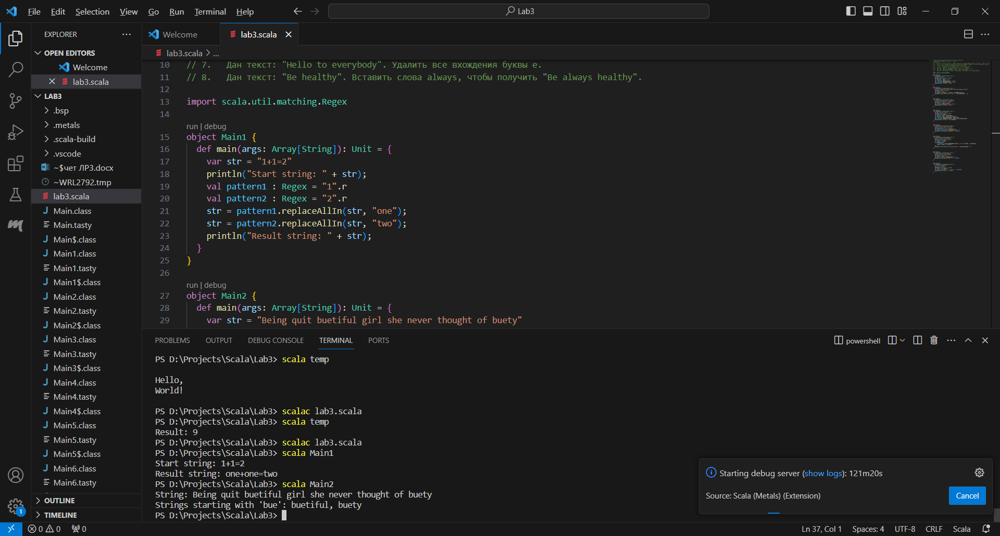 File Edit Selection View Go Run Terminal Help
Lab3
EXPLORER
OPEN EDITORS
Welcome
lab3.scala
LAB3
.bsp
.metals
.scala-build
.vscode
~$чет ЛР3.docx
~WRL2792.tmp
lab3.scala
Main.class
Main.tasty
Main$.class
Main1.class
Main1.tasty
Main1$.class
Main2.class
Main2.tasty
Main2$.class
Main3.class
Main3.tasty
Main3$.class
Main4.class
Main4.tasty
Main4$.class
Main5.class
Main5.tasty
Main5$.class
Main6.class
Main6.tasty
OUTLINE
TIMELINE
1
Welcome
lab3.scala
lab3.scala > ...
10 // 7. Дан текст: "Hello to everybody". Удалить все вхождения буквы e.
11 // 8. Дан текст: "Be healthy". Вставить слова always, чтобы получить "Be always healthy".
12
13 import scala.util.matching.Regex
14
run | debug
15 object Main1 {
16 def main(args: Array[String]): Unit = {
17 var str = "1+1=2"
18 println("Start string: " + str);
19 val pattern1 : Regex = "1".r
20 val pattern2 : Regex = "2".r
21 str = pattern1.replaceAllIn(str, "one");
22 str = pattern2.replaceAllIn(str, "two");
23 println("Result string: " + str);
24 }
25 }
26
run | debug
27 object Main2 {
28 def main(args: Array[String]): Unit = {
29 var str = "Being quit buetiful girl she never thought of buety"
PROBLEMS OUTPUT DEBUG CONSOLE TERMINAL PORTS
powershell
PS D:\Projects\Scala\Lab3> scala temp
Hello,
World!
PS D:\Projects\Scala\Lab3> scalac lab3.scala
PS D:\Projects\Scala\Lab3> scala temp
Result: 9
PS D:\Projects\Scala\Lab3> scalac lab3.scala
PS D:\Projects\Scala\Lab3> scala Main1
Start string: 1+1=2
Result string: one+one=two
PS D:\Projects\Scala\Lab3> scala Main2
String: Being quit buetiful girl she never thought of buety
Strings starting with 'bue': buetiful, buety
PS D:\Projects\Scala\Lab3>
Starting debug server (show logs): 121m20s
Source: Scala (Metals) (Extension)
Cancel
0 0 0
Ln 37, Col 1 Spaces: 4 UTF-8 CRLF Scala